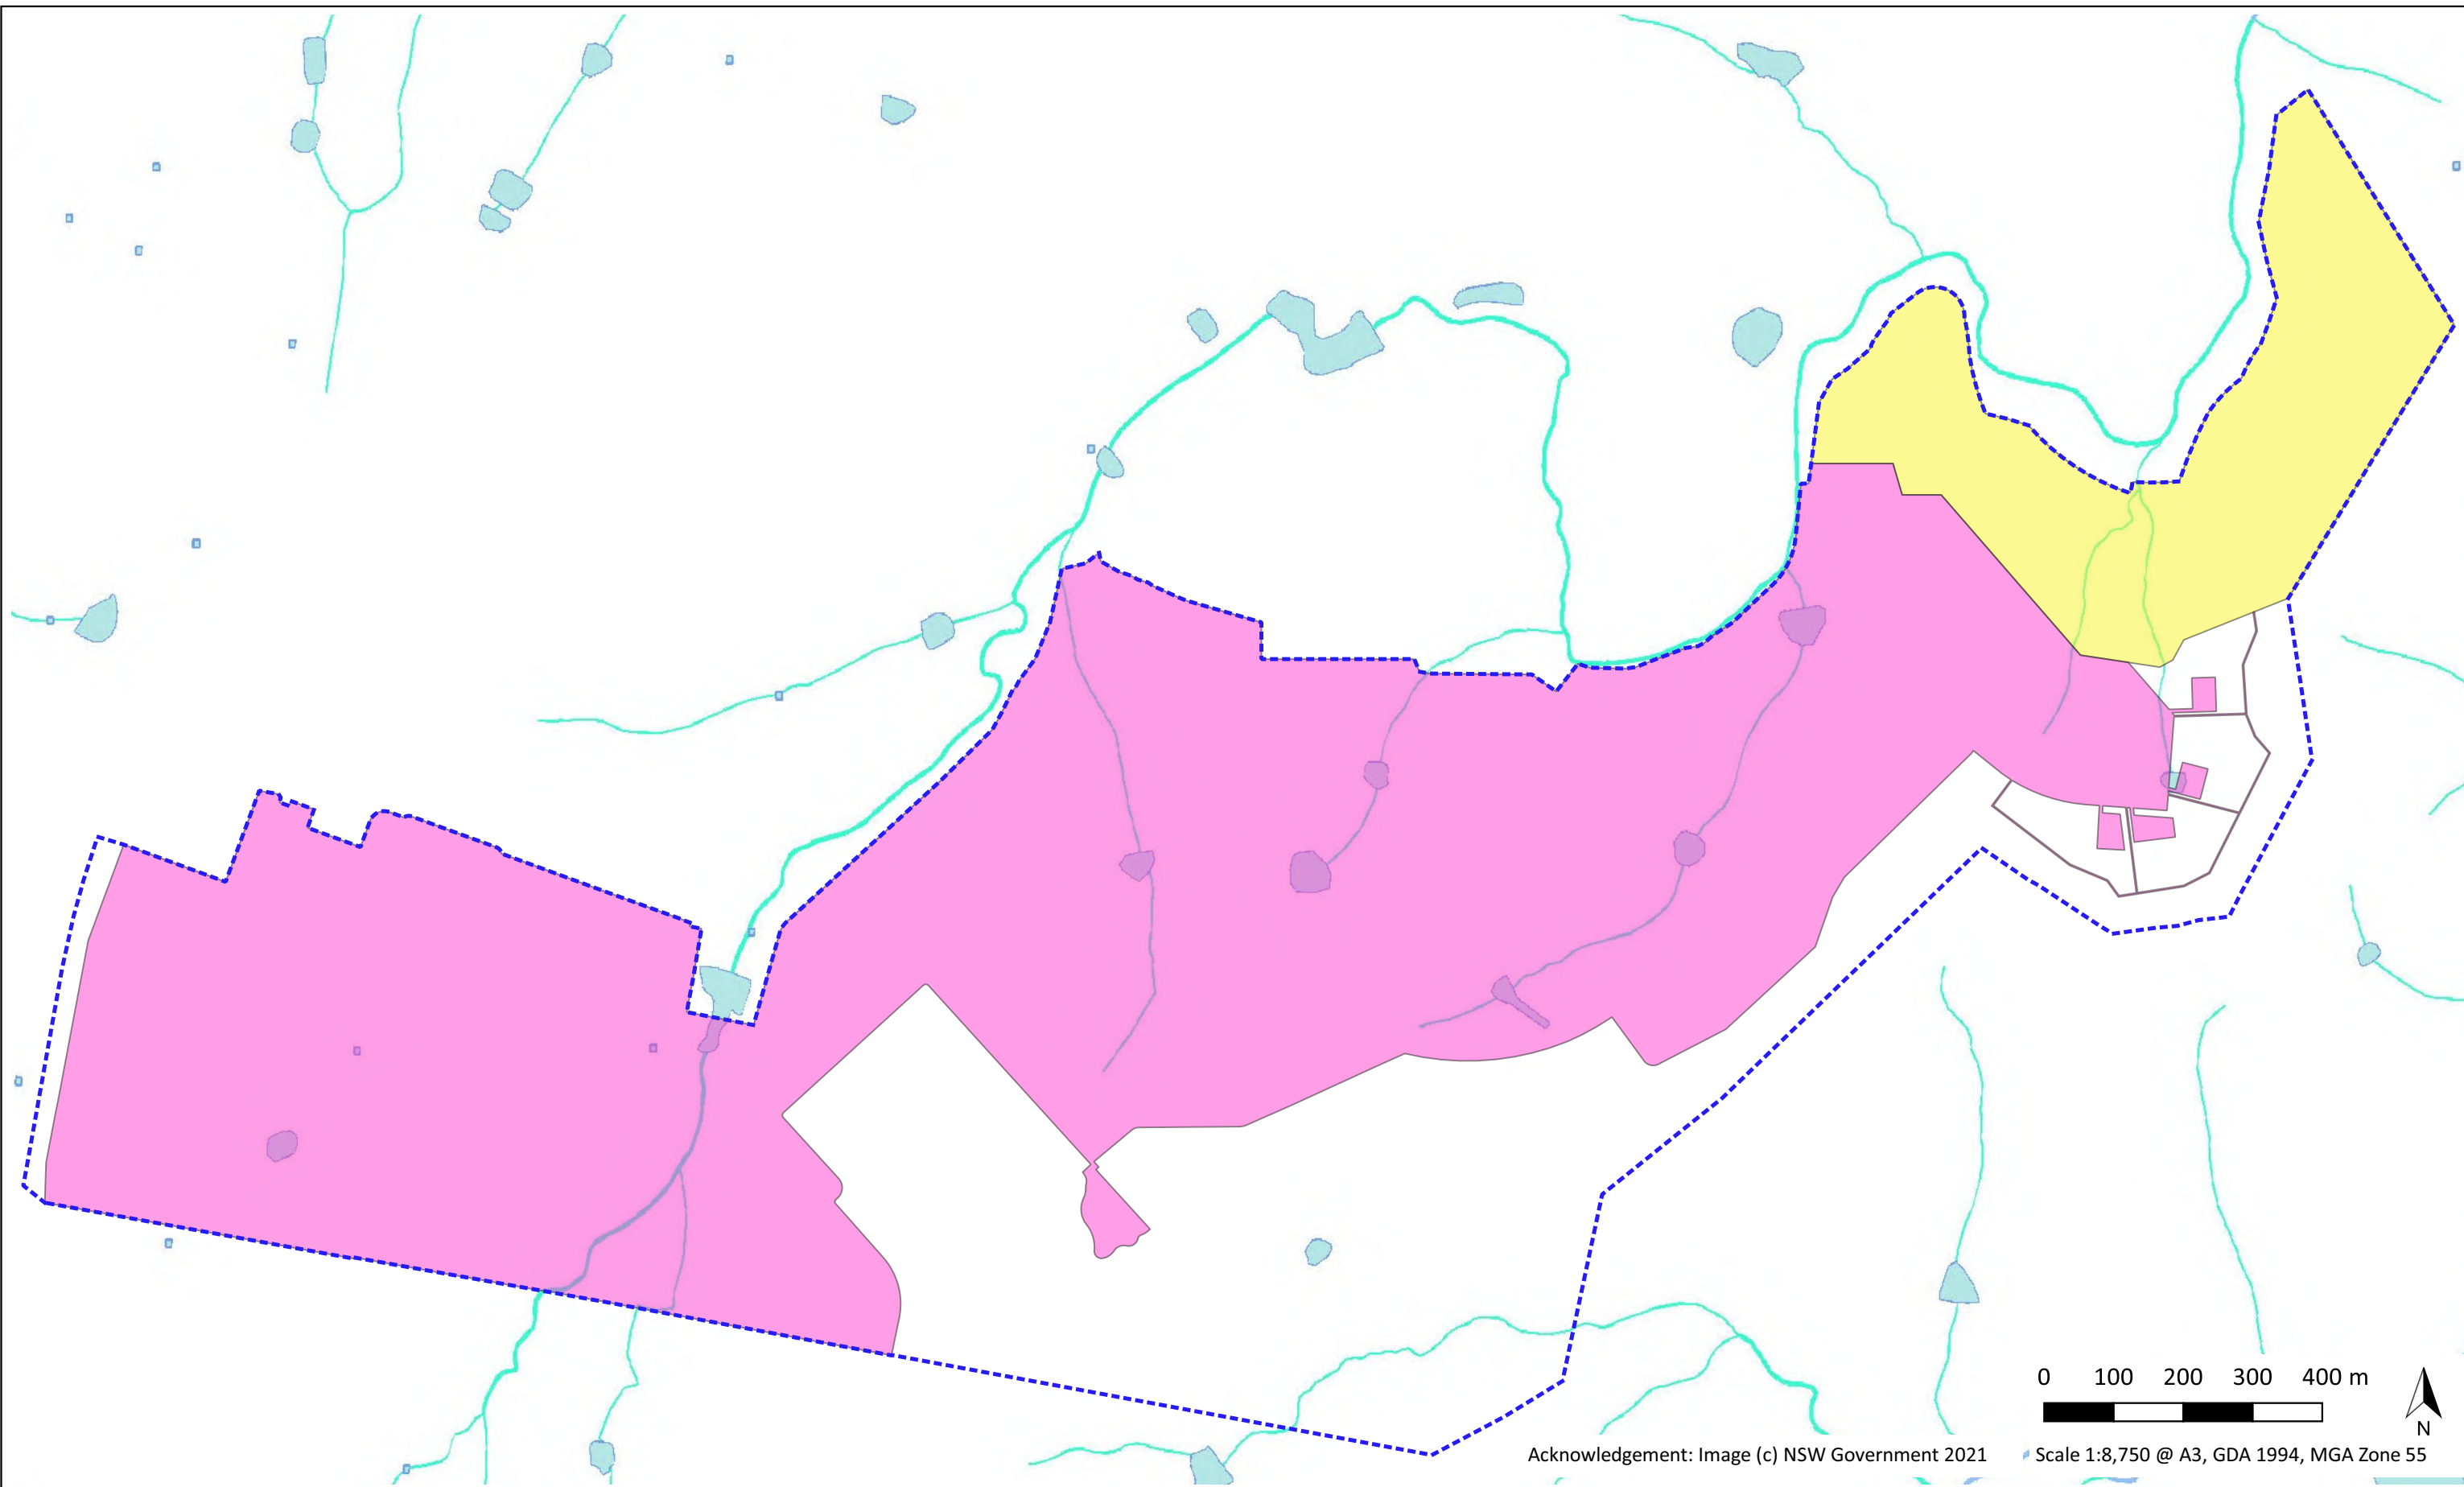 0 100 200 300 400 m
N
Acknowledgement: Image (c) NSW Government 2021
Scale 1:8,750 @ A3, GDA 1994, MGA Zone 55